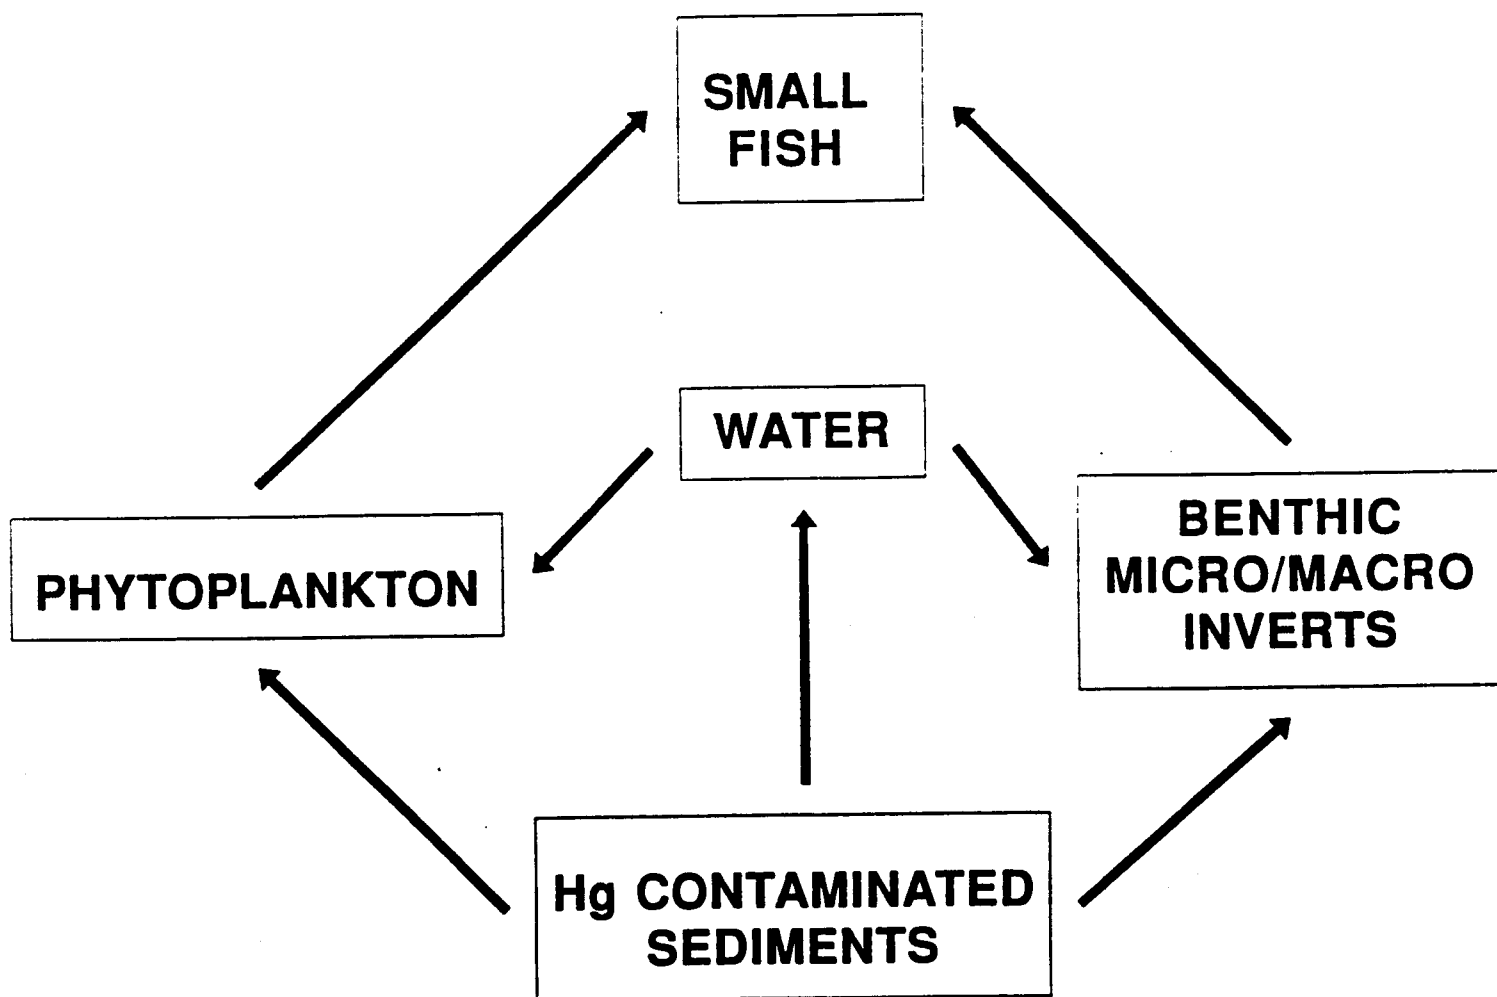 SMALL
FISH
WATER
PHYTOPLANKTON
BENTHIC
MICRO/MACRO
INVERTS
Hg CONTAMINATED
SEDIMENTS